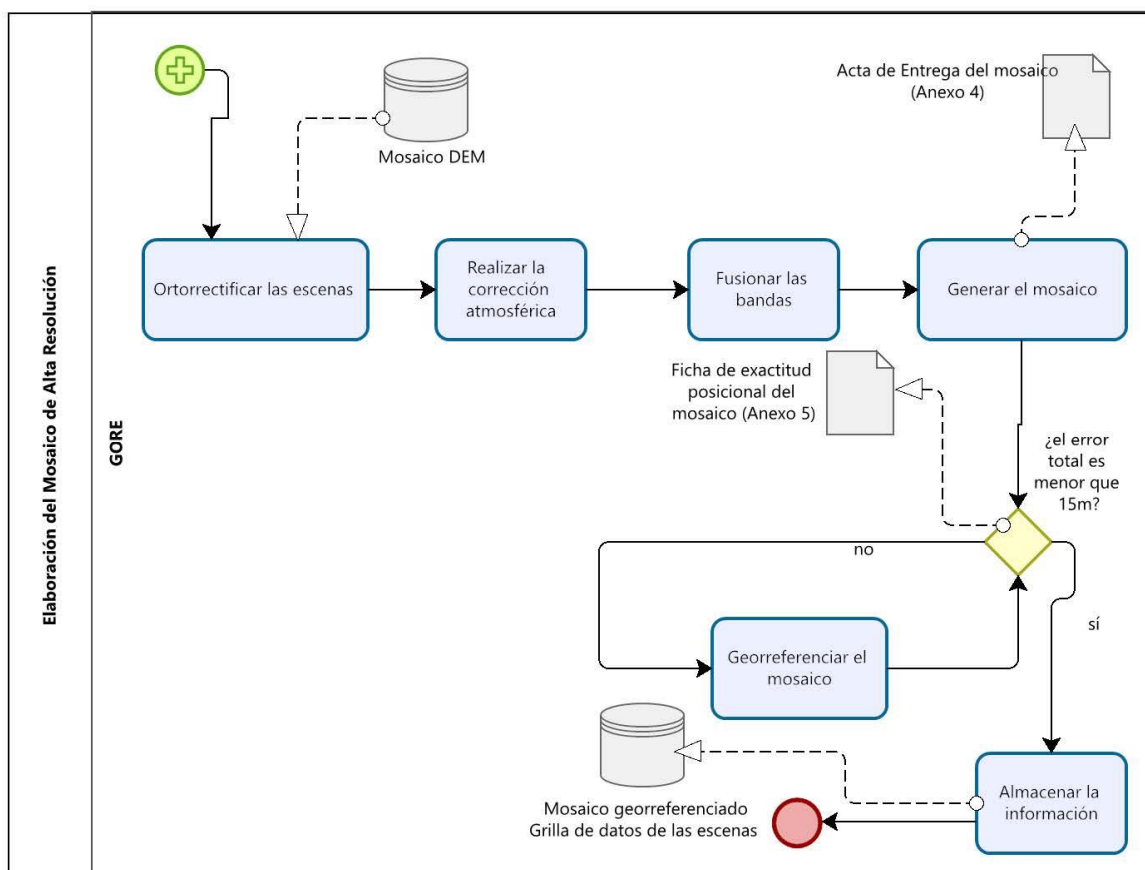 Elaboración del Mosaico de Alta Resolución
GORE
Mosaico DEM
Acta de Entrega del mosaico
(Anexo 4)
Ortorrectificar las escenas
Realizar la
corrección
atmosférica
Fusionar las
bandas
Generar el mosaico
Ficha de exactitud
posicional del
mosaico (Anexo 5)
¿el error
total es
menor que
15m?
no
sí
Georreferenciar el
mosaico
Almacenar la
información
Mosaico georreferenciado
Grilla de datos de las escenas